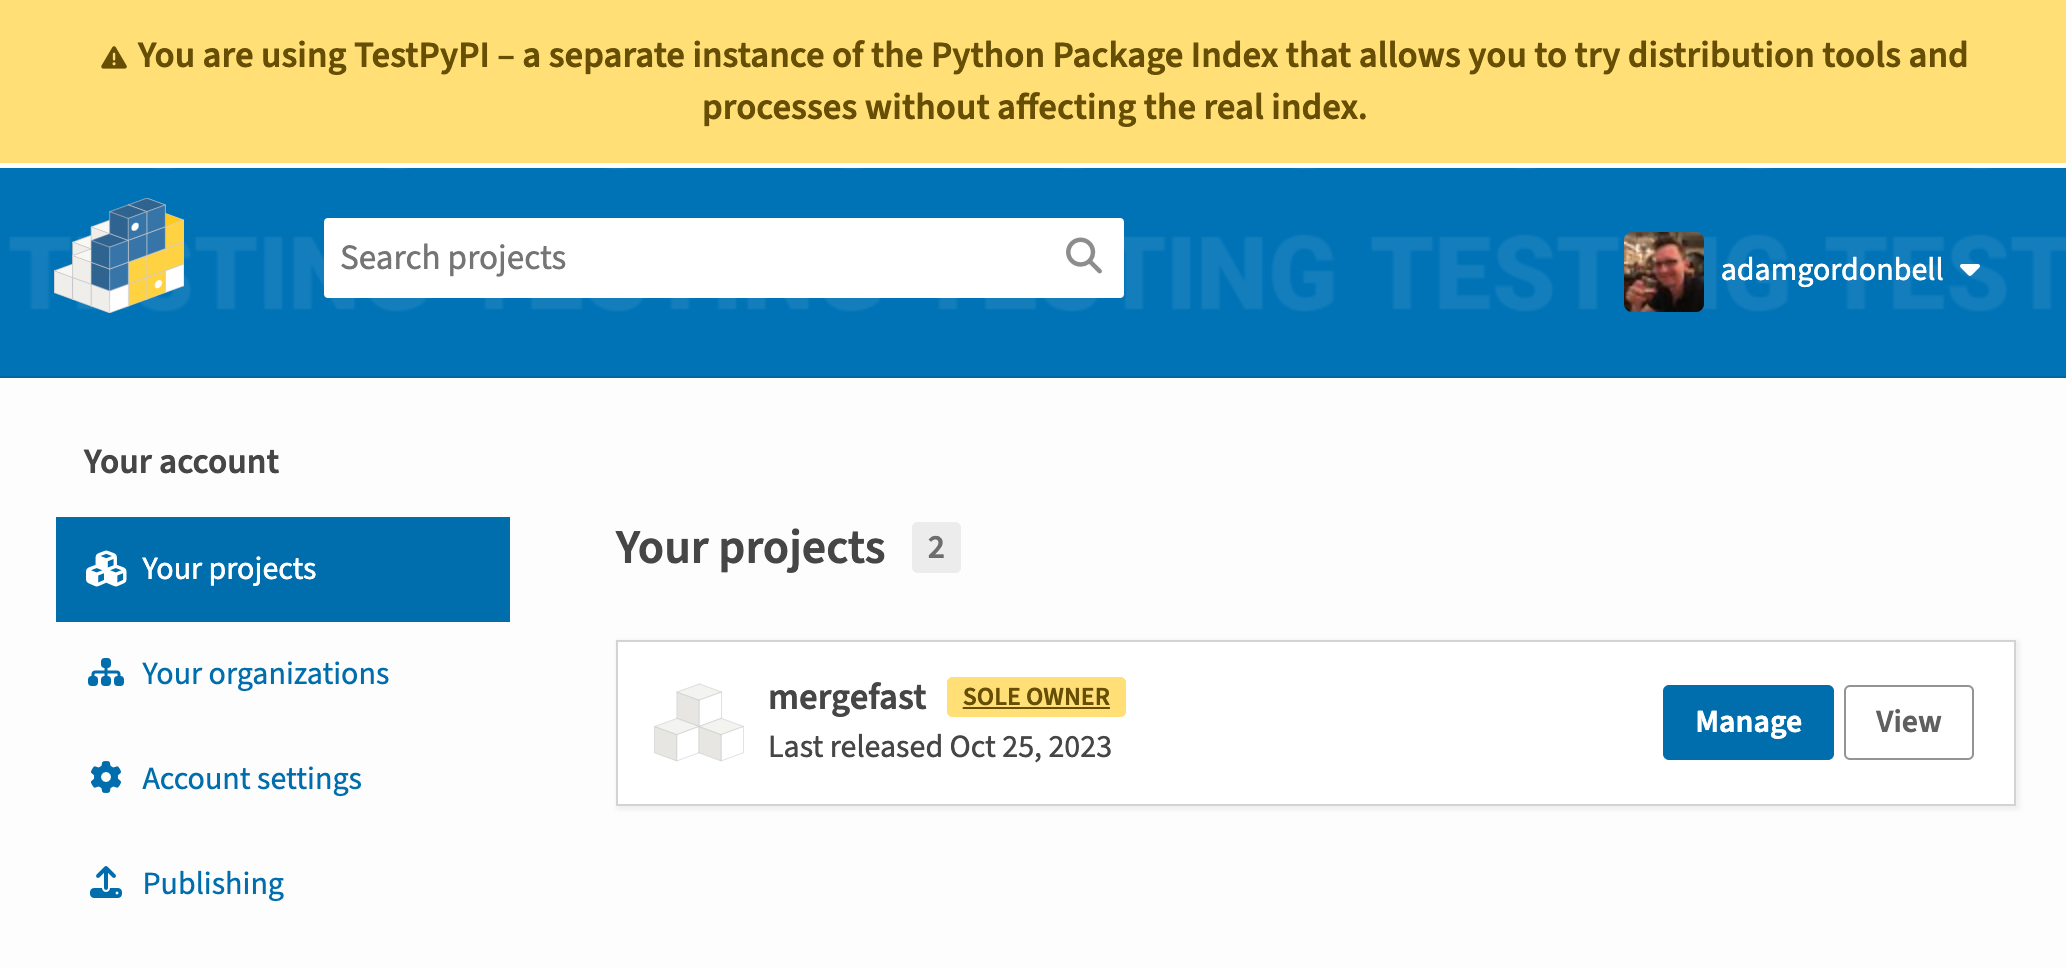 You are using TestPyPI – a separate instance of the Python Package Index that allows you to try distribution tools and
processes without affecting the real index.
TESTING TESTING TESTING TESTING TEST
Search projects
adamgordonbell
Your account
Your projects
Your organizations
Account settings
Publishing
Your projects 2
mergefast SOLE OWNER
Last released Oct 25, 2023
Manage View